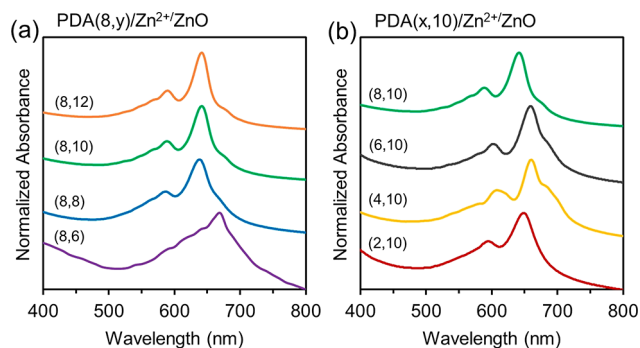 (a) PDA(8,y)/Zn²⁺/ZnO
(8,12)
(8,10)
(8,8)
(8,6)
Normalized Absorbance
400 500 600 700 800
Wavelength (nm)
(b) PDA(x,10)/Zn²⁺/ZnO
(8,10)
(6,10)
(4,10)
(2,10)
Normalized Absorbance
400 500 600 700 800
Wavelength (nm)